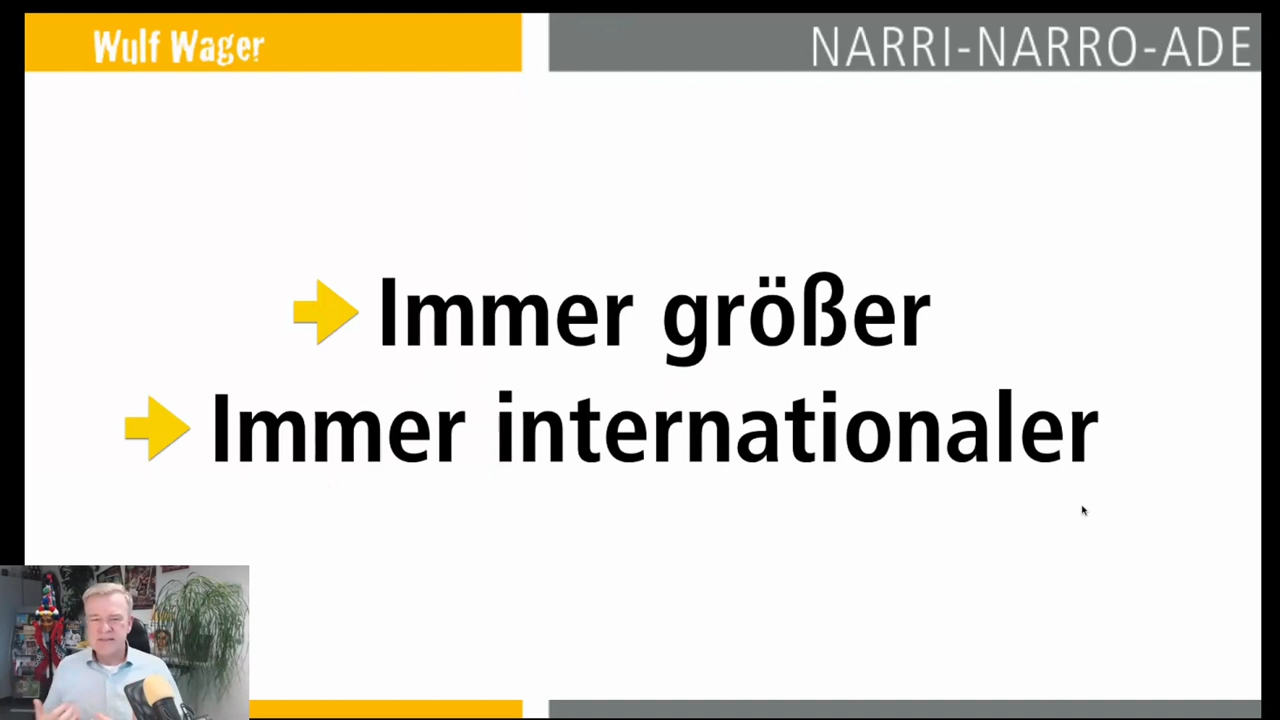 Wulf Wager
NARRI-NARRO-ADE
Immer größer
Immer internationaler